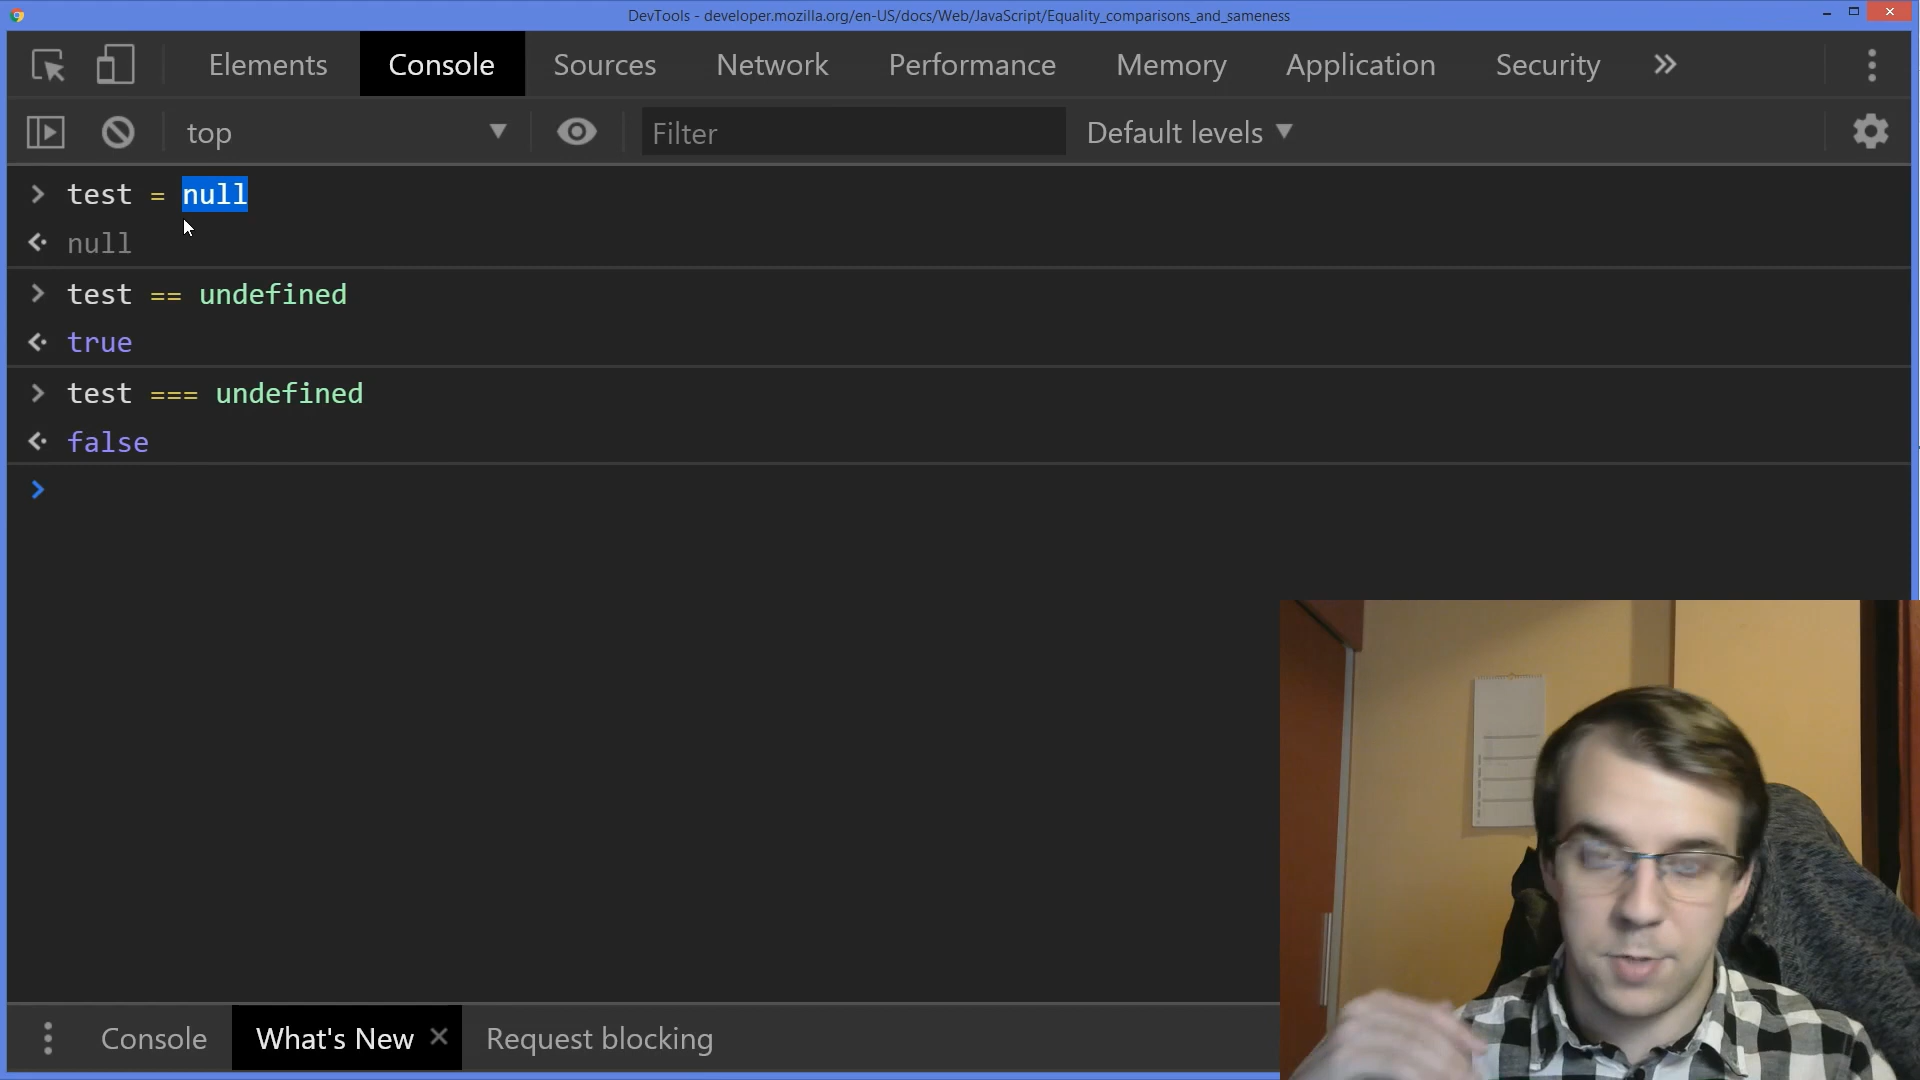 DevTools - developer.mozilla.org/en-US/docs/Web/JavaScript/Equality_comparisons_and_sameness
Elements Console Sources Network Performance Memory Application Security »
top Filter Default levels
> test = null
null
> test == undefined
true
> test === undefined
false
>
Console What's New × Request blocking